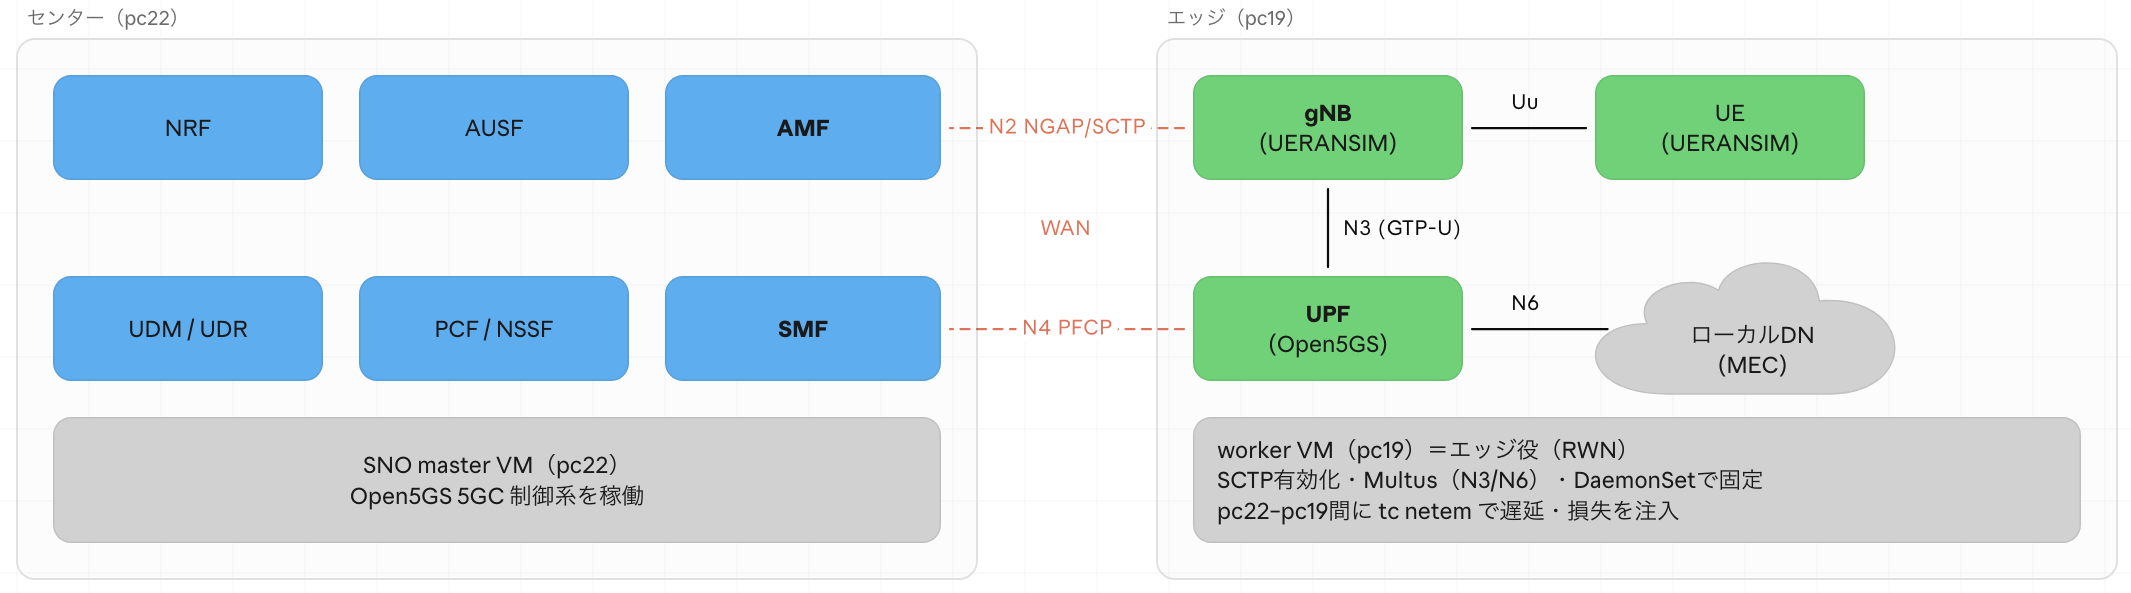 センター（pc22）
NRF
AUSF
AMF
UDM / UDR
PCF / NSSF
SMF
SNO master VM（pc22）
Open5GS 5GC 制御系を稼働
N2 NGAP/SCTP
WAN
N4 PFCP
エッジ（pc19）
gNB
(UERANSIM)
Uu
UE
(UERANSIM)
N3 (GTP-U)
UPF
(Open5GS)
N6
ローカルDN
(MEC)
worker VM（pc19）＝エッジ役（RWN）
SCTP有効化・Multus（N3/N6）・DaemonSetで固定
pc22–pc19間に tc netem で遅延・損失を注入